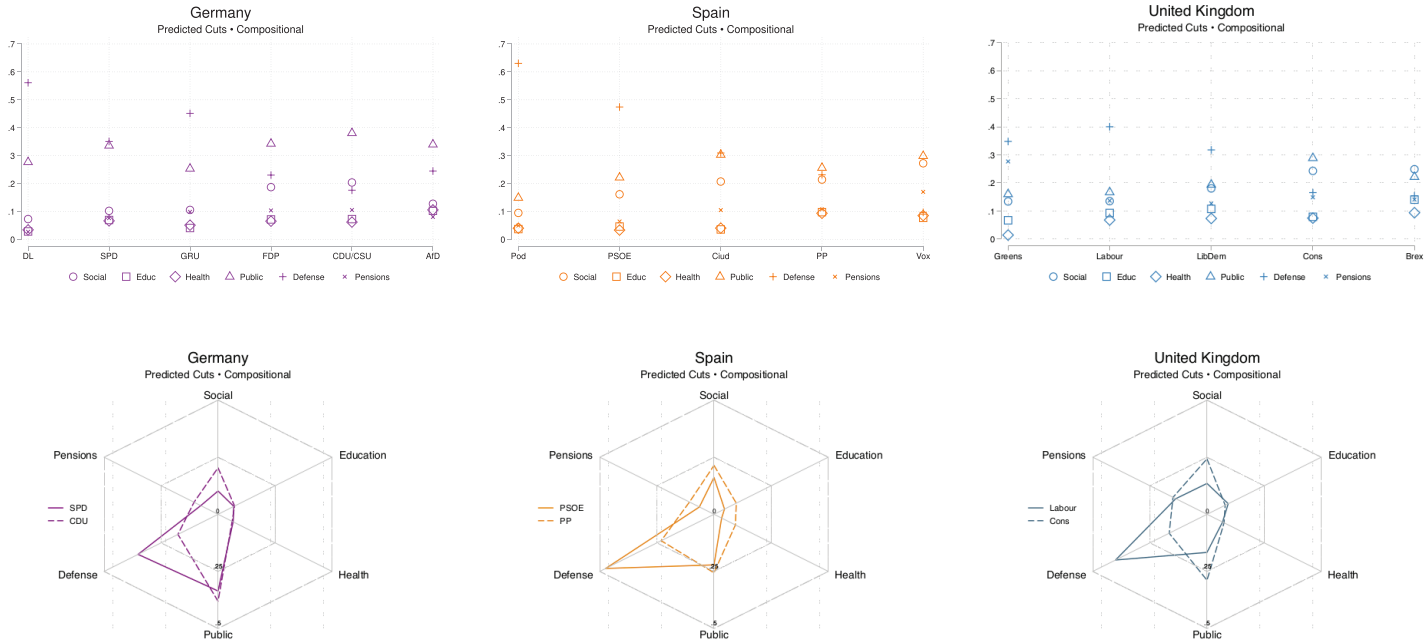 Germany
Predicted Cuts • Compositional
.7
.6
.5
.4
.3
.2
.1
0
DL SPD GRU FDP CDU/CSU AfD
Social Educ Health Public Defense Pensions
Spain
Predicted Cuts • Compositional
.7
.6
.5
.4
.3
.2
.1
0
Pod PSOE Ciud PP Vox
Social Educ Health Public Defense Pensions
United Kingdom
Predicted Cuts • Compositional
.7
.6
.5
.4
.3
.2
.1
0
Greens Labour LibDem Cons Brex
Social Educ Health Public Defense Pensions
Germany
Predicted Cuts • Compositional
Social
Pensions Education
SPD
CDU
0
.25
Defense Health
.5
Public
Spain
Predicted Cuts • Compositional
Social
Pensions Education
PSOE
PP
0
.25
Defense Health
.5
Public
United Kingdom
Predicted Cuts • Compositional
Social
Pensions Education
Labour
Cons
0
.25
Defense Health
.5
Public